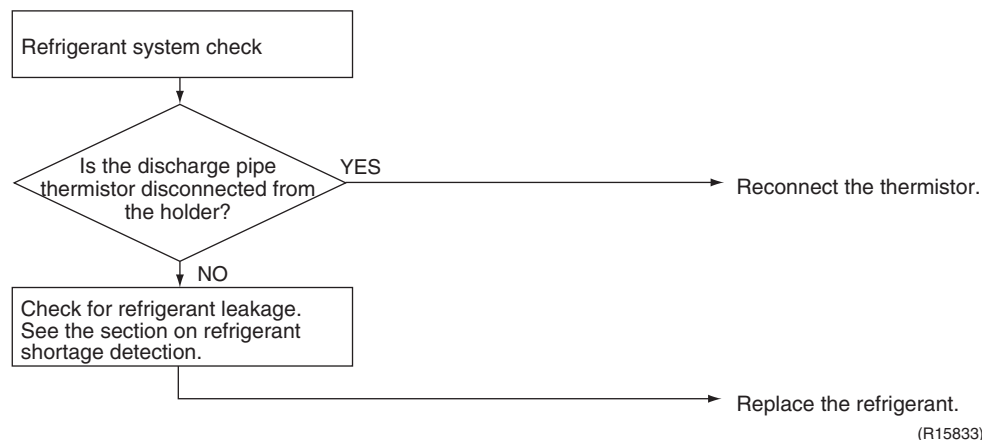 Refrigerant system check
Is the discharge pipe
thermistor disconnected from
the holder?
YES
Reconnect the thermistor.
NO
Check for refrigerant leakage.
See the section on refrigerant
shortage detection.
Replace the refrigerant.
(R15833)